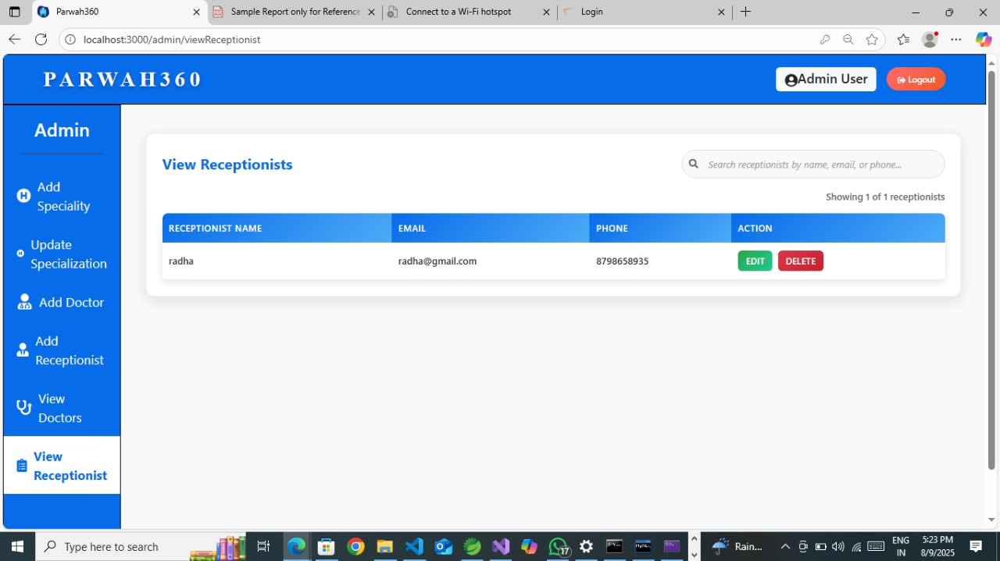 Parwah360
Sample Report only for Reference
Connect to a Wi-Fi hotspot
Login
localhost:3000/admin/viewReceptionist
PARWAH360
Admin User
Logout
Admin
Add
Speciality
Update
Specialization
Add Doctor
Add
Receptionist
View
Doctors
View
Receptionist
View Receptionists
Search receptionists by name, email, or phone...
Showing 1 of 1 receptionists
RECEPTIONIST NAME EMAIL PHONE ACTION
radha radha@gmail.com 8798658935 EDIT DELETE
Type here to search
17
Rain...
ENG
IN
5:23 PM
8/9/2025